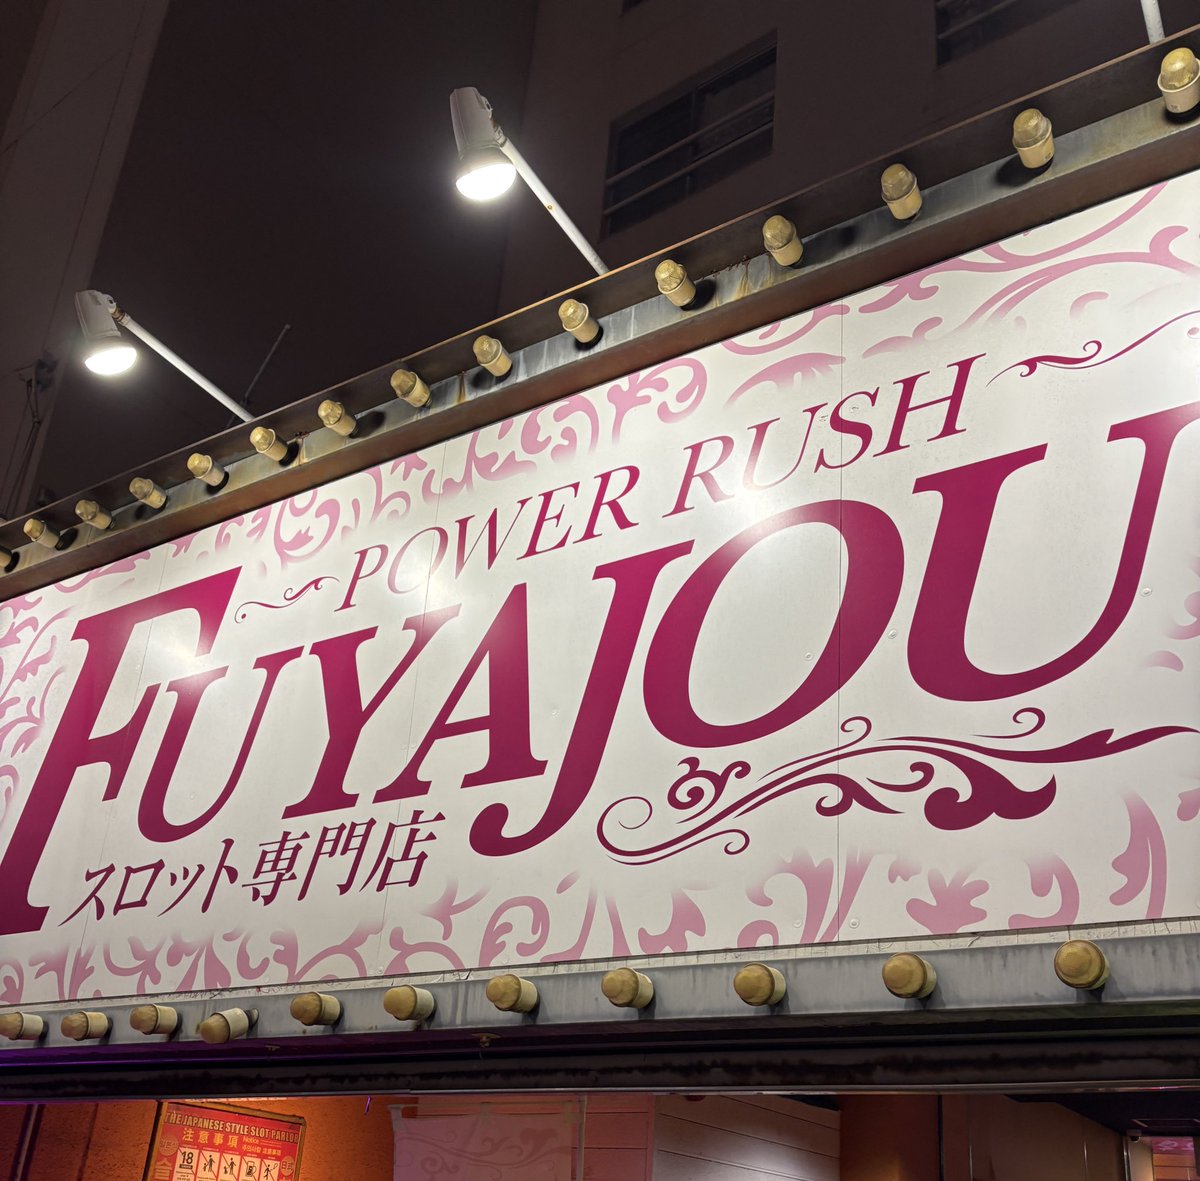 POWER RUSH
FUYAJOU
スロット専門店
THE JAPANESE STYLE SLOT PARLOR
注意事項 Notice
18